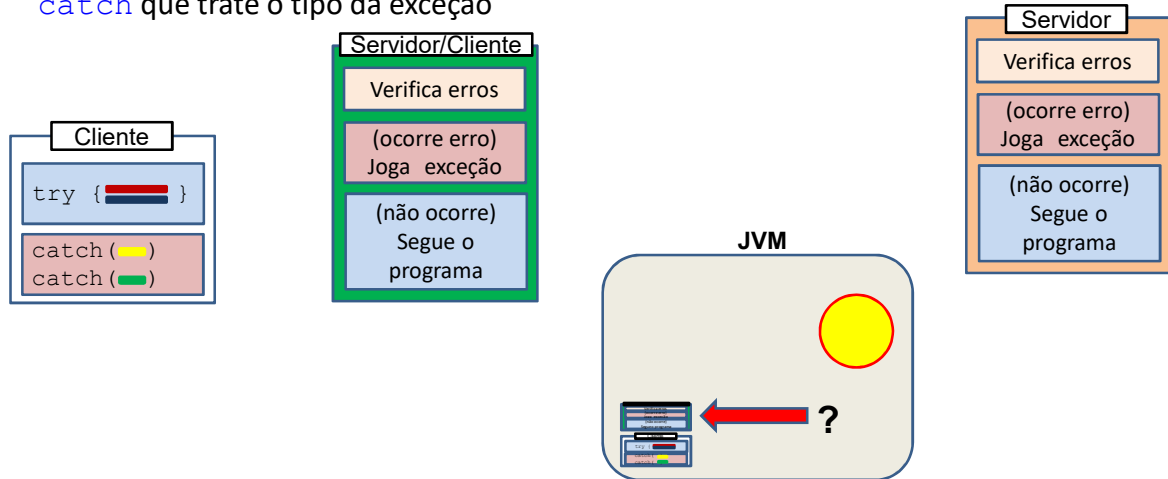 catch que trate o tipo da exceção
Servidor
Verifica erros
(ocorre erro)
Joga exceção
(não ocorre)
Segue o
programa
Servidor/Cliente
Verifica erros
(ocorre erro)
Joga exceção
(não ocorre)
Segue o
programa
Cliente
try { }
catch( )
catch( )
JVM
?